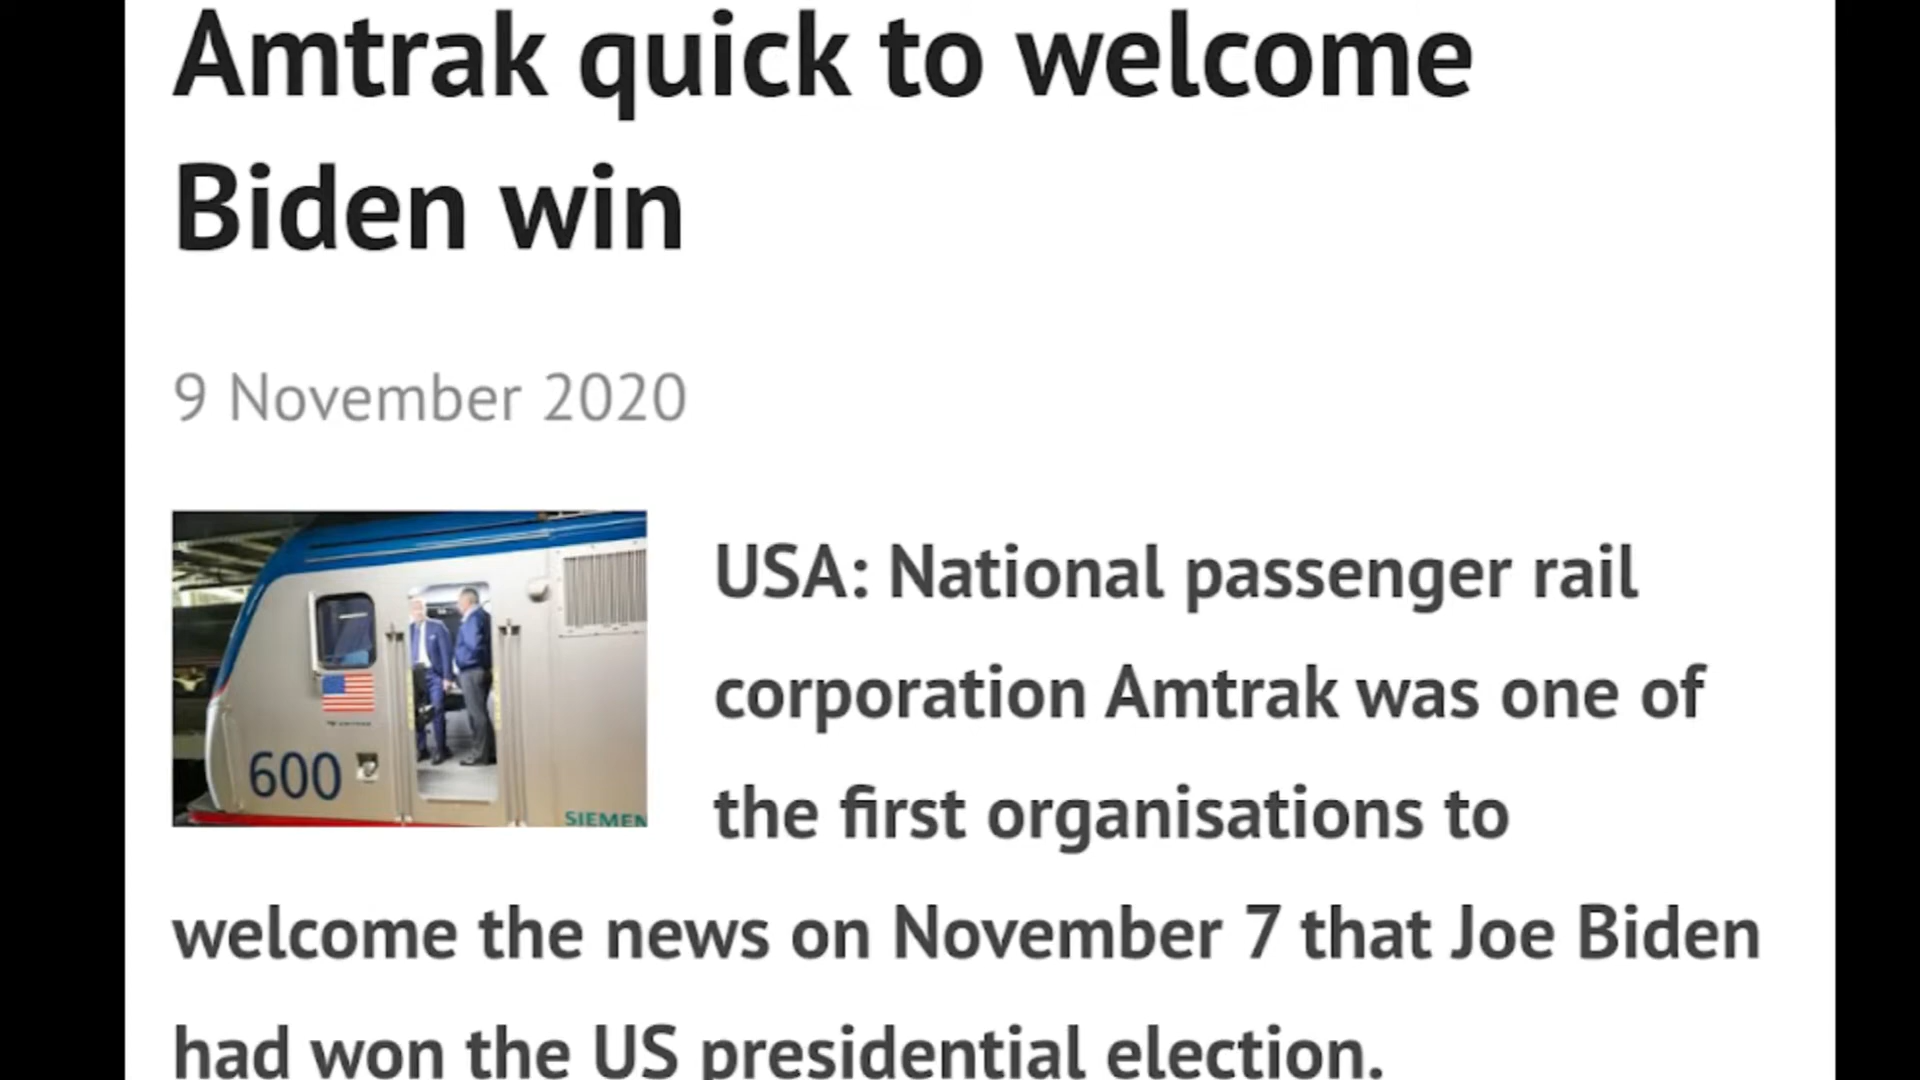 Amtrak quick to welcome
Biden win
9 November 2020
600
SIEMEN
USA: National passenger rail
corporation Amtrak was one of
the first organisations to
welcome the news on November 7 that Joe Biden
had won the US presidential election.